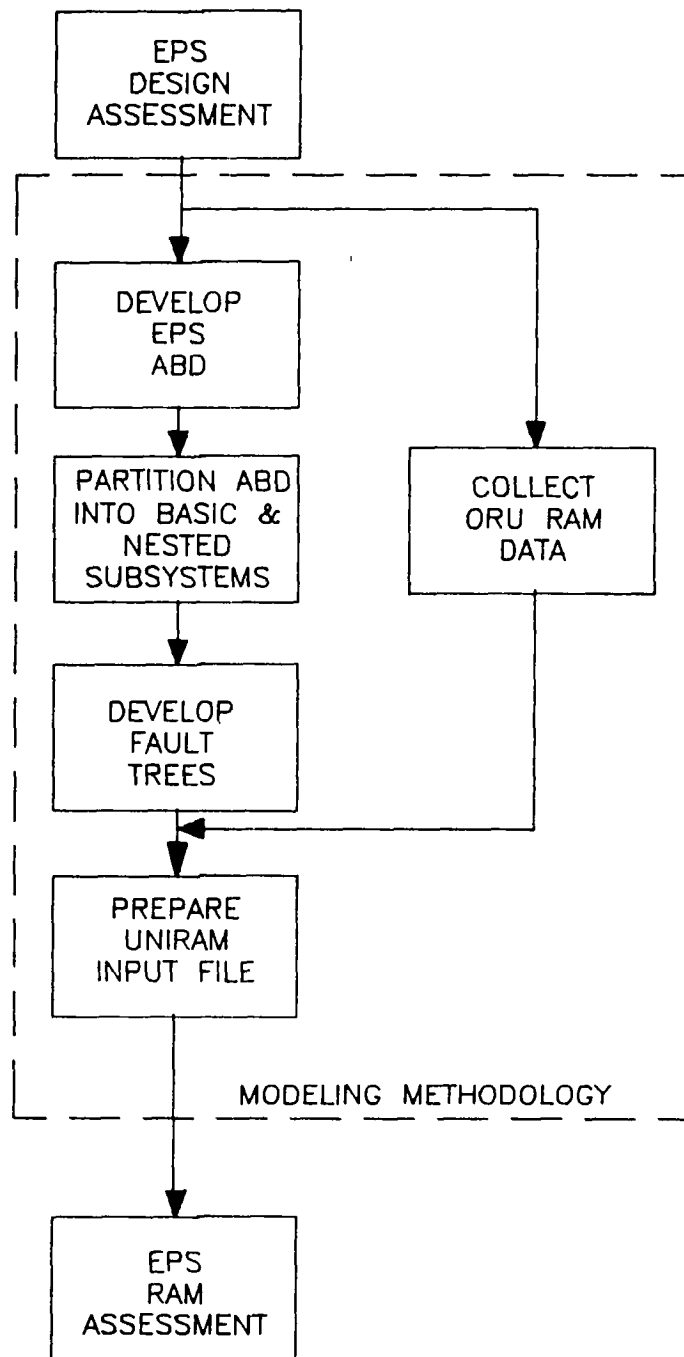 EPS
DESIGN
ASSESSMENT
DEVELOP
EPS
ABD
PARTITION ABD
INTO BASIC &
NESTED
SUBSYSTEMS
COLLECT
ORU RAM
DATA
DEVELOP
FAULT
TREES
PREPARE
UNIRAM
INPUT FILE
MODELING METHODOLOGY
EPS
RAM
ASSESSMENT